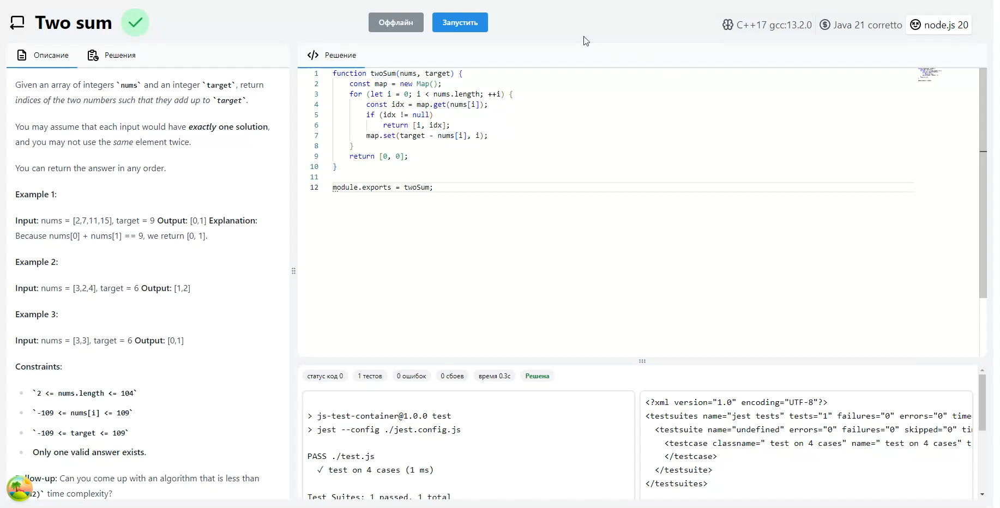 Two sum
Оффлайн
Запустить
C++17 gcc:13.2.0
Java 21 corretto
node.js 20
Описание
Решения
Given an array of integers `nums` and an integer `target`, return
indices of the two numbers such that they add up to `target`.
You may assume that each input would have exactly one solution,
and you may not use the same element twice.
You can return the answer in any order.
Example 1:
Input: nums = [2,7,11,15], target = 9 Output: [0,1] Explanation:
Because nums[0] + nums[1] == 9, we return [0, 1].
Example 2:
Input: nums = [3,2,4], target = 6 Output: [1,2]
Example 3:
Input: nums = [3,3], target = 6 Output: [0,1]
Constraints:
`2 <= nums.length <= 104`
`-109 <= nums[i] <= 109`
`-109 <= target <= 109`
Only one valid answer exists.
llow-up: Can you come up with an algorithm that is less than
2)` time complexity?
Решение
1 function twoSum(nums, target) {
2 const map = new Map();
3 for (let i = 0; i < nums.length; ++i) {
4 const idx = map.get(nums[i]);
5 if (idx != null)
6 return [i, idx];
7 map.set(target - nums[i], i);
8 }
9 return [0, 0];
10 }
11
12 module.exports = twoSum;
статус код 0
1 тестов
0 ошибок
0 сбоев
время 0.3с
Решена
> js-test-container@1.0.0 test
> jest --config ./jest.config.js
PASS ./test.js
✓ test on 4 cases (1 ms)
Test Suites: 1 passed, 1 total
<?xml version="1.0" encoding="UTF-8"?>
<testsuites name="jest tests" tests="1" failures="0" errors="0" time
<testsuite name="undefined" errors="0" failures="0" skipped="0" ti
<testcase classname=" test on 4 cases" name=" test on 4 cases" t
</testcase>
</testsuite>
</testsuites>